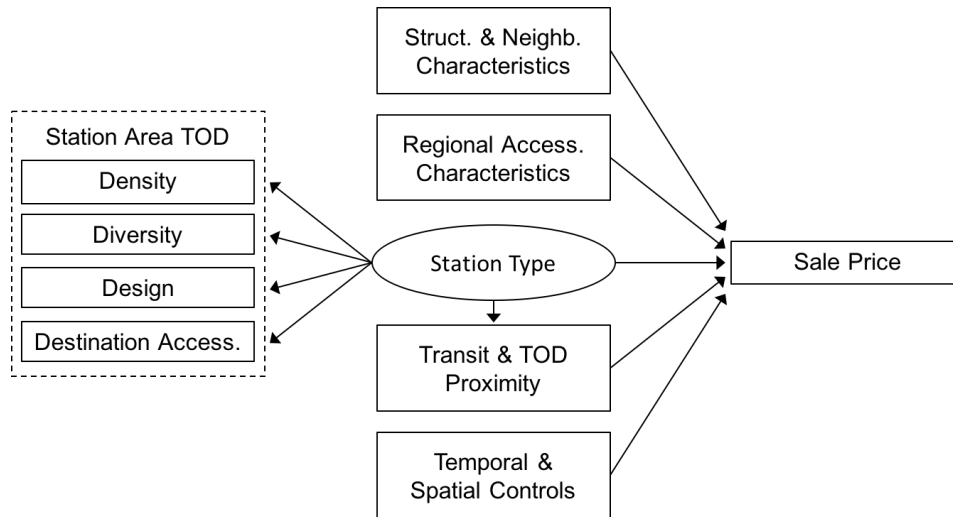 Struct. & Neighb.
Characteristics
Station Area TOD
Density
Diversity
Design
Destination Access.
Regional Access.
Characteristics
Station Type
Transit & TOD
Proximity
Temporal &
Spatial Controls
Sale Price